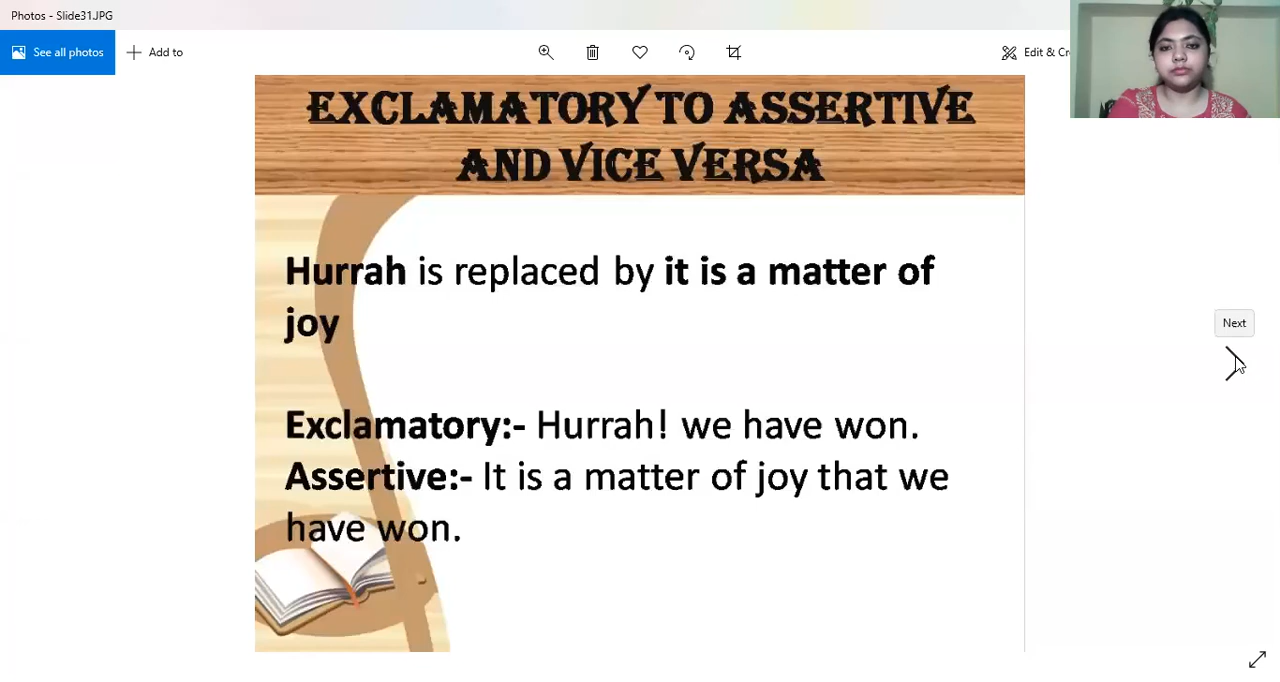 Photos - Slide31.JPG
See all photos
Add to
Edit & Cr
EXCLAMATORY TO ASSERTIVE
AND VICE VERSA
Hurrah is replaced by it is a matter of
joy
Next
Exclamatory:- Hurrah! we have won.
Assertive:- It is a matter of joy that we
have won.